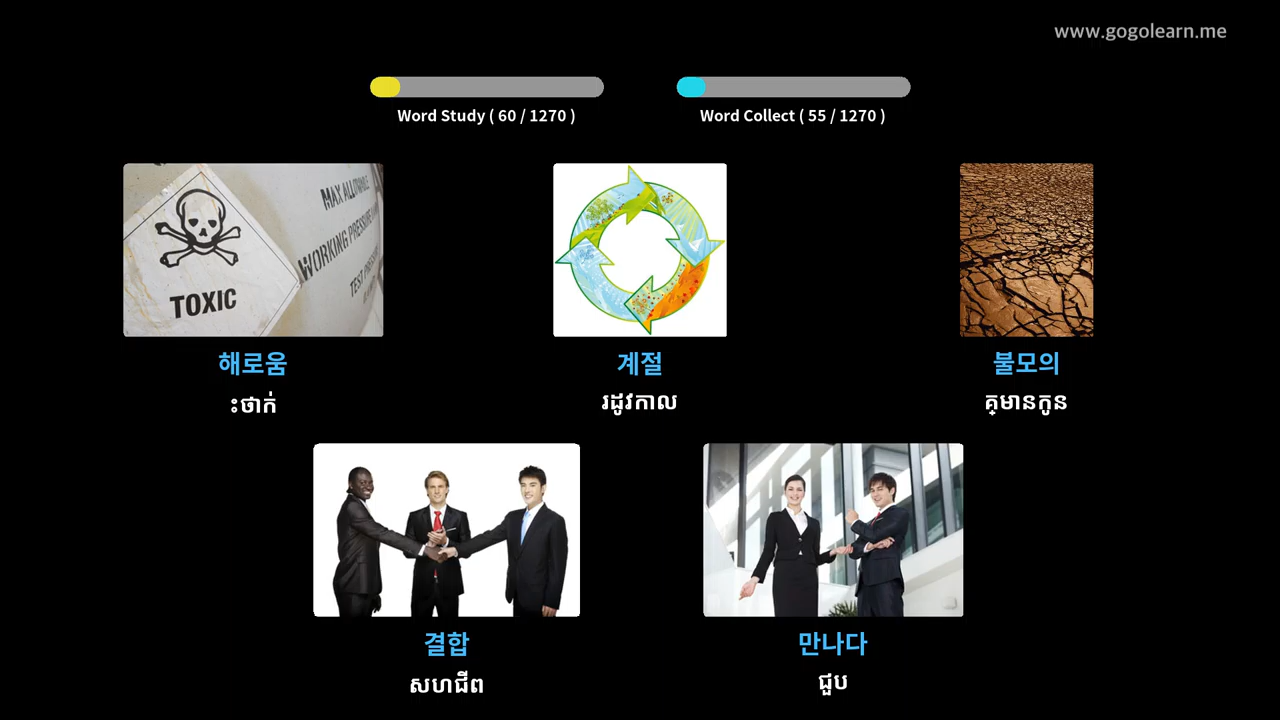 www.gogolearn.me
Word Study ( 60 / 1270 )
Word Collect ( 55 / 1270 )
MAX ALLOWABLE
WORKING PRESSURE
TEST PRESS
TOXIC
해로움
계절
불모의
ះថាក់
រដូវកាល
គ្មានកូន
결합
만나다
សហជីព
ជួប